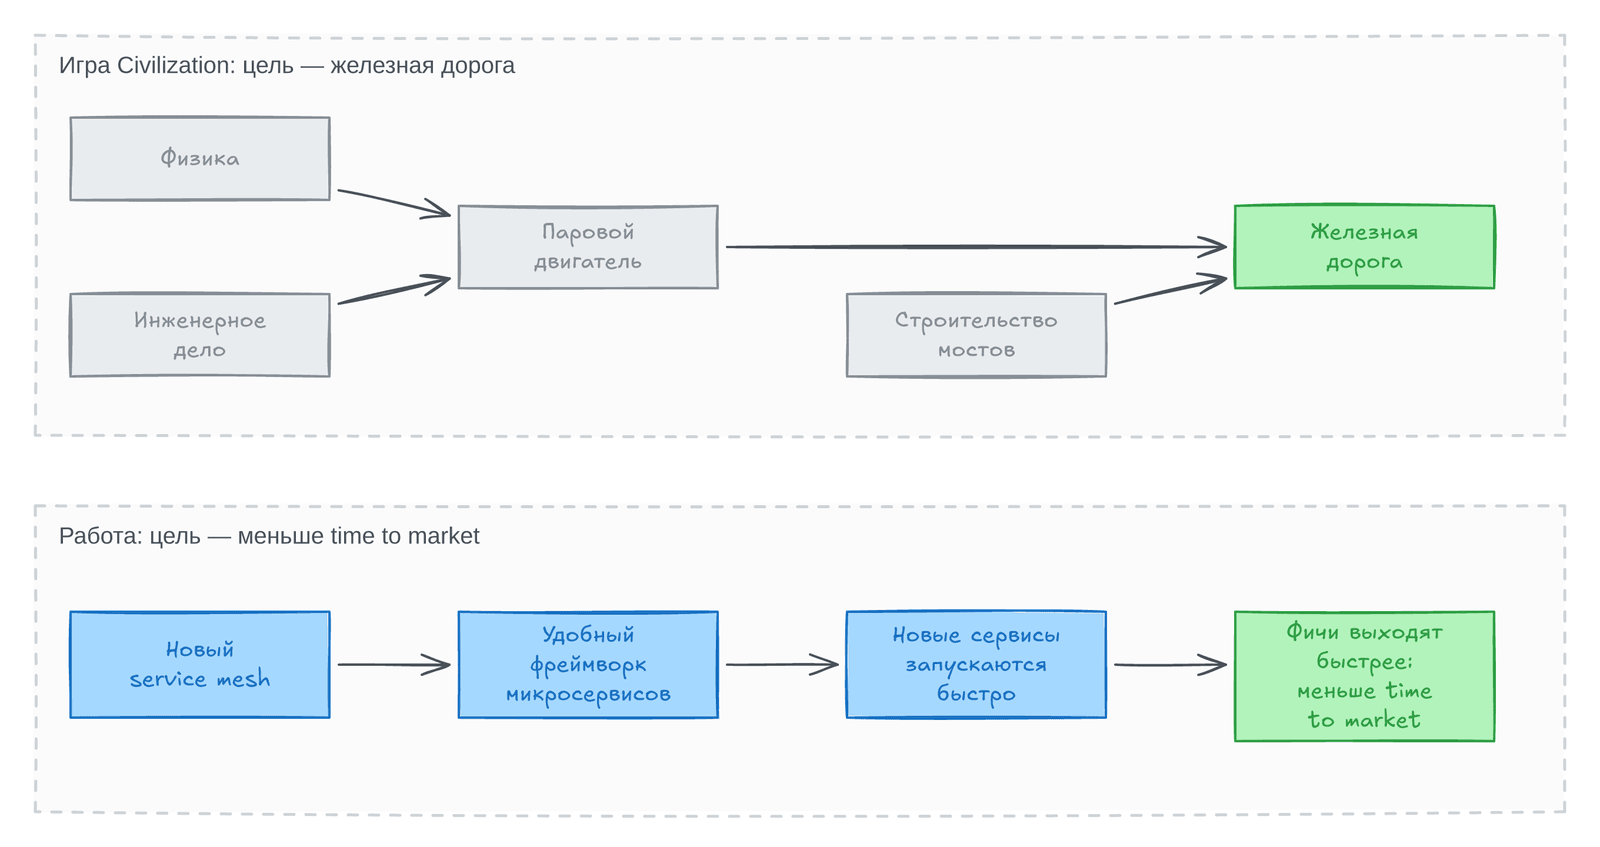 Игра Civilization: цель — железная дорога
Физика
Паровой
двигатель
Железная
дорога
Инженерное
дело
Строительство
мостов
Работа: цель — меньше time to market
Новый
service mesh
Удобный
фреймворк
микросервисов
Новые сервисы
запускаются
быстро
Фичи выходят
быстрее:
меньше time
to market